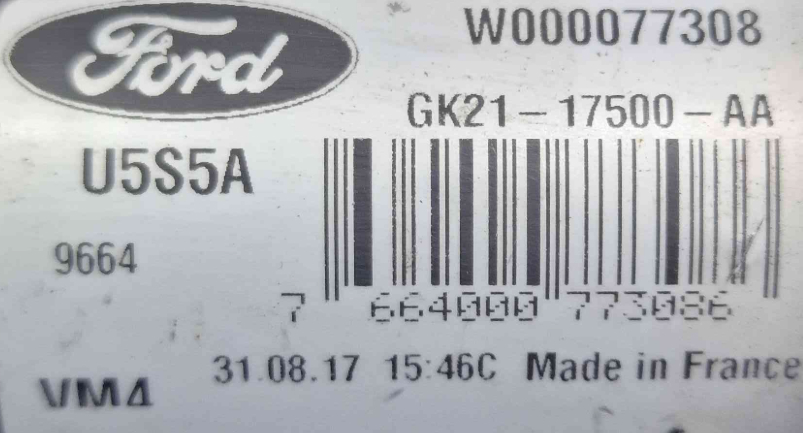 Ford
W000077308
GK21-17500-AA
U5S5A
9664
7 664000 773086
31.08.17 15:46C Made in France
VM4